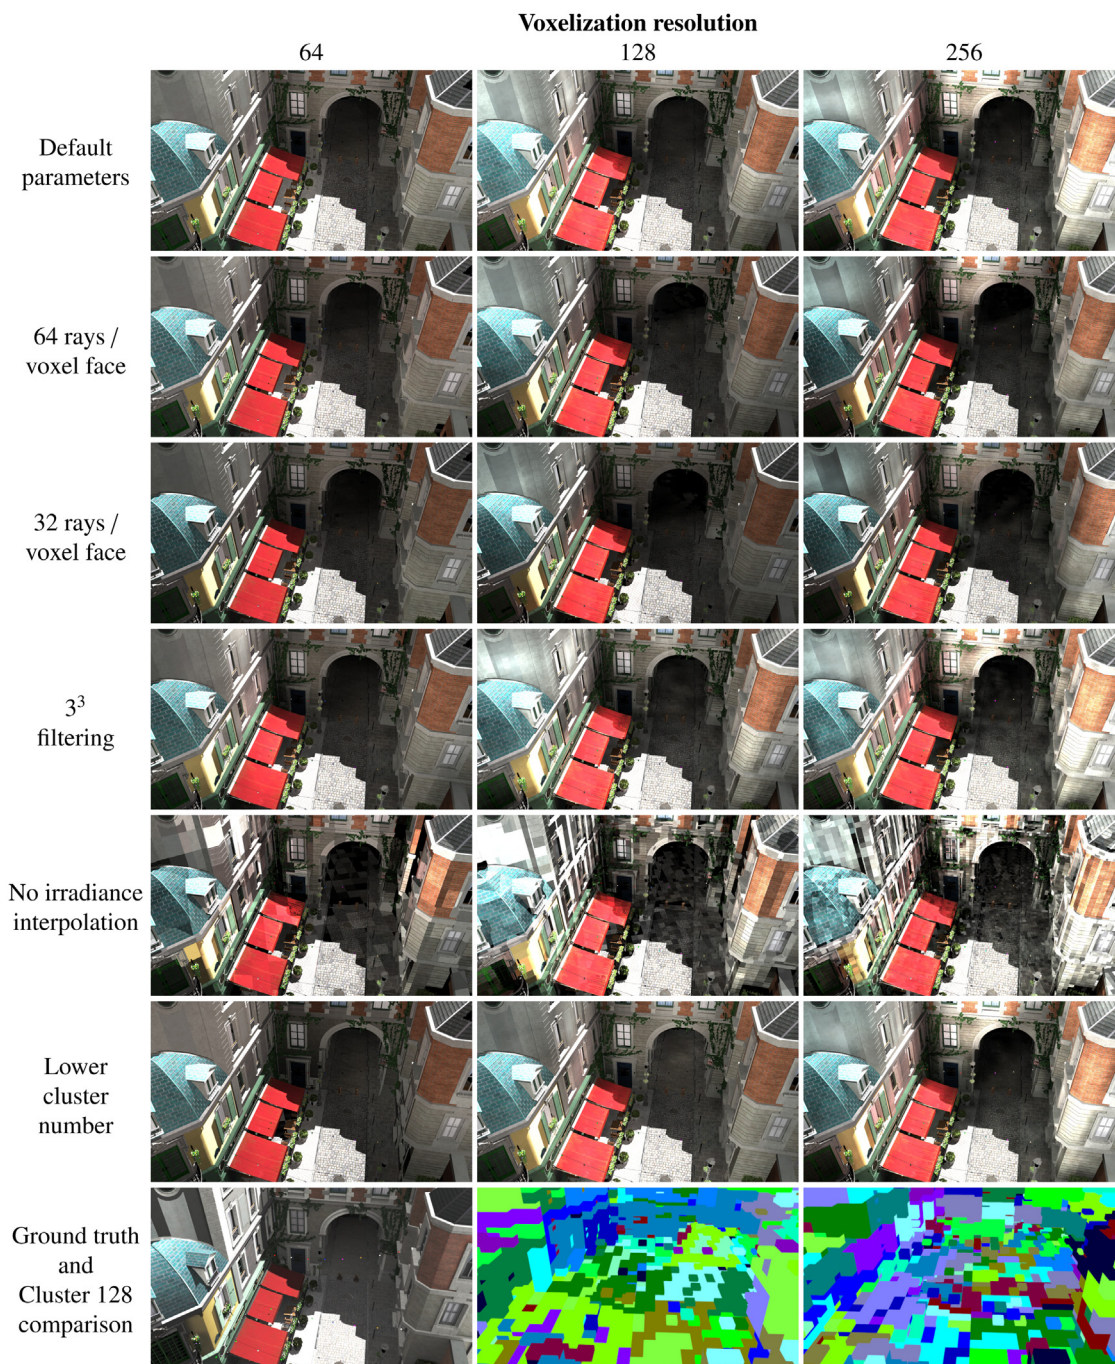 Voxelization resolution
64 128 256
Default
parameters
64 rays /
voxel face
32 rays /
voxel face
3³
filtering
No irradiance
interpolation
Lower
cluster
number
Ground truth
and
Cluster 128
comparison